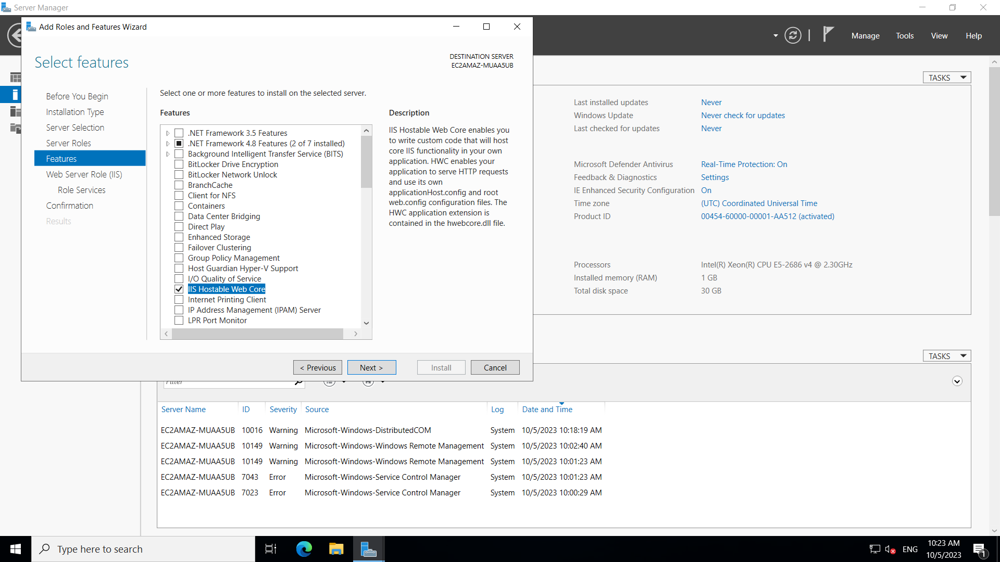 Server Manager
Add Roles and Features Wizard
Manage
Tools
View
Help
Select features
DESTINATION SERVER
EC2AMAZ-MUAA5UB
Before You Begin
Installation Type
Server Selection
Server Roles
Features
Web Server Role (IIS)
Role Services
Confirmation
Results
Select one or more features to install on the selected server.
Features
.NET Framework 3.5 Features
.NET Framework 4.8 Features (2 of 7 installed)
Background Intelligent Transfer Service (BITS)
BitLocker Drive Encryption
BitLocker Network Unlock
BranchCache
Client for NFS
Containers
Data Center Bridging
Direct Play
Enhanced Storage
Failover Clustering
Group Policy Management
Host Guardian Hyper-V Support
I/O Quality of Service
IIS Hostable Web Core
Internet Printing Client
IP Address Management (IPAM) Server
LPR Port Monitor
Description
IIS Hostable Web Core enables you
to write custom code that will host
core IIS functionality in your own
application. HWC enables your
application to serve HTTP requests
and use its own
applicationHost.config and root
web.config configuration files. The
HWC application extension is
contained in the hwebcore.dll file.
< Previous
Next >
Install
Cancel
TASKS
Last installed updates Never
Windows Update Never check for updates
Last checked for updates Never
Microsoft Defender Antivirus Real-Time Protection: On
Feedback & Diagnostics Settings
IE Enhanced Security Configuration On
Time zone (UTC) Coordinated Universal Time
Product ID 00454-60000-00001-AA512 (activated)
Processors Intel(R) Xeon(R) CPU E5-2686 v4 @ 2.30GHz
Installed memory (RAM) 1 GB
Total disk space 30 GB
TASKS
Filter
Server Name ID Severity Source Log Date and Time
EC2AMAZ-MUAA5UB 10016 Warning Microsoft-Windows-DistributedCOM System 10/5/2023 10:18:19 AM
EC2AMAZ-MUAA5UB 10149 Warning Microsoft-Windows-Windows Remote Management System 10/5/2023 10:02:40 AM
EC2AMAZ-MUAA5UB 10149 Warning Microsoft-Windows-Windows Remote Management System 10/5/2023 10:01:23 AM
EC2AMAZ-MUAA5UB 7043 Error Microsoft-Windows-Service Control Manager System 10/5/2023 10:01:23 AM
EC2AMAZ-MUAA5UB 7023 Error Microsoft-Windows-Service Control Manager System 10/5/2023 10:00:29 AM
Type here to search
ENG
10:23 AM
10/5/2023
1